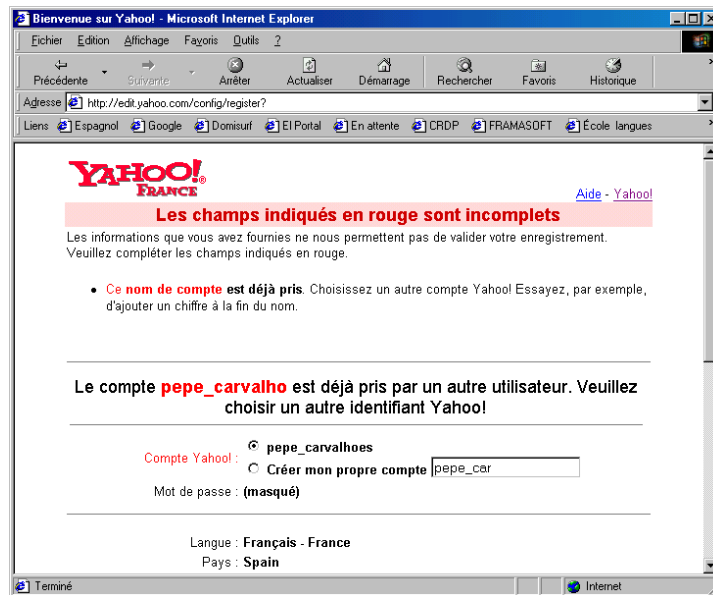 Bienvenue sur Yahoo! - Microsoft Internet Explorer
Fichier Edition Affichage Favoris Outils ?
Précédente Suivante Arrêter Actualiser Démarrage Rechercher Favoris Historique
Adresse http://edit.yahoo.com/config/register?
Liens Espagnol Google Domisurf El Portal En attente CRDP FRAMASOFT École langues
YAHOO!®
FRANCE
Aide - Yahoo!
Les champs indiqués en rouge sont incomplets
Les informations que vous avez fournies ne nous permettent pas de valider votre enregistrement.
Veuillez compléter les champs indiqués en rouge.
• Ce nom de compte est déjà pris. Choisissez un autre compte Yahoo! Essayez, par exemple,
d'ajouter un chiffre à la fin du nom.
Le compte pepe_carvalho est déjà pris par un autre utilisateur. Veuillez
choisir un autre identifiant Yahoo!
Compte Yahoo! : pepe_carvalhoes
Créer mon propre compte pepe_car
Mot de passe : (masqué)
Langue : Français - France
Pays : Spain
Terminé Internet